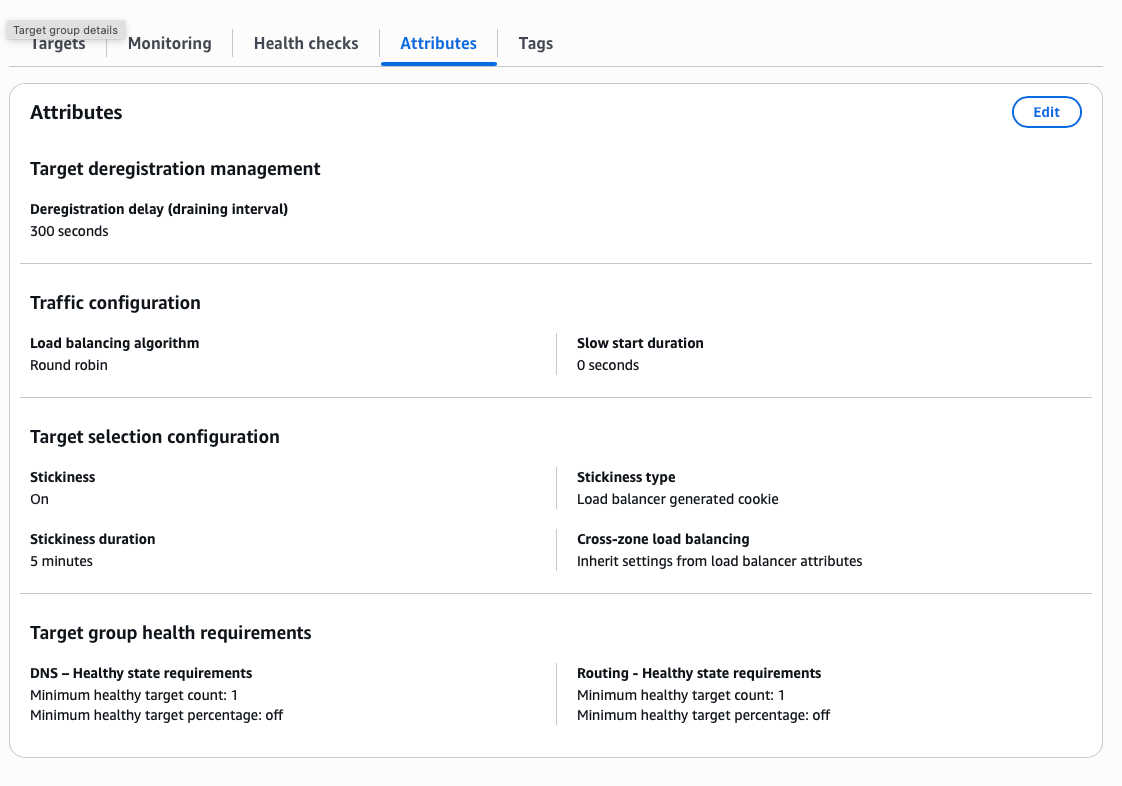 Target group details
Targets
Monitoring
Health checks
Attributes
Tags
Attributes
Edit
Target deregistration management
Deregistration delay (draining interval)
300 seconds
Traffic configuration
Load balancing algorithm
Round robin
Slow start duration
0 seconds
Target selection configuration
Stickiness
On
Stickiness type
Load balancer generated cookie
Stickiness duration
5 minutes
Cross-zone load balancing
Inherit settings from load balancer attributes
Target group health requirements
DNS – Healthy state requirements
Minimum healthy target count: 1
Minimum healthy target percentage: off
Routing - Healthy state requirements
Minimum healthy target count: 1
Minimum healthy target percentage: off